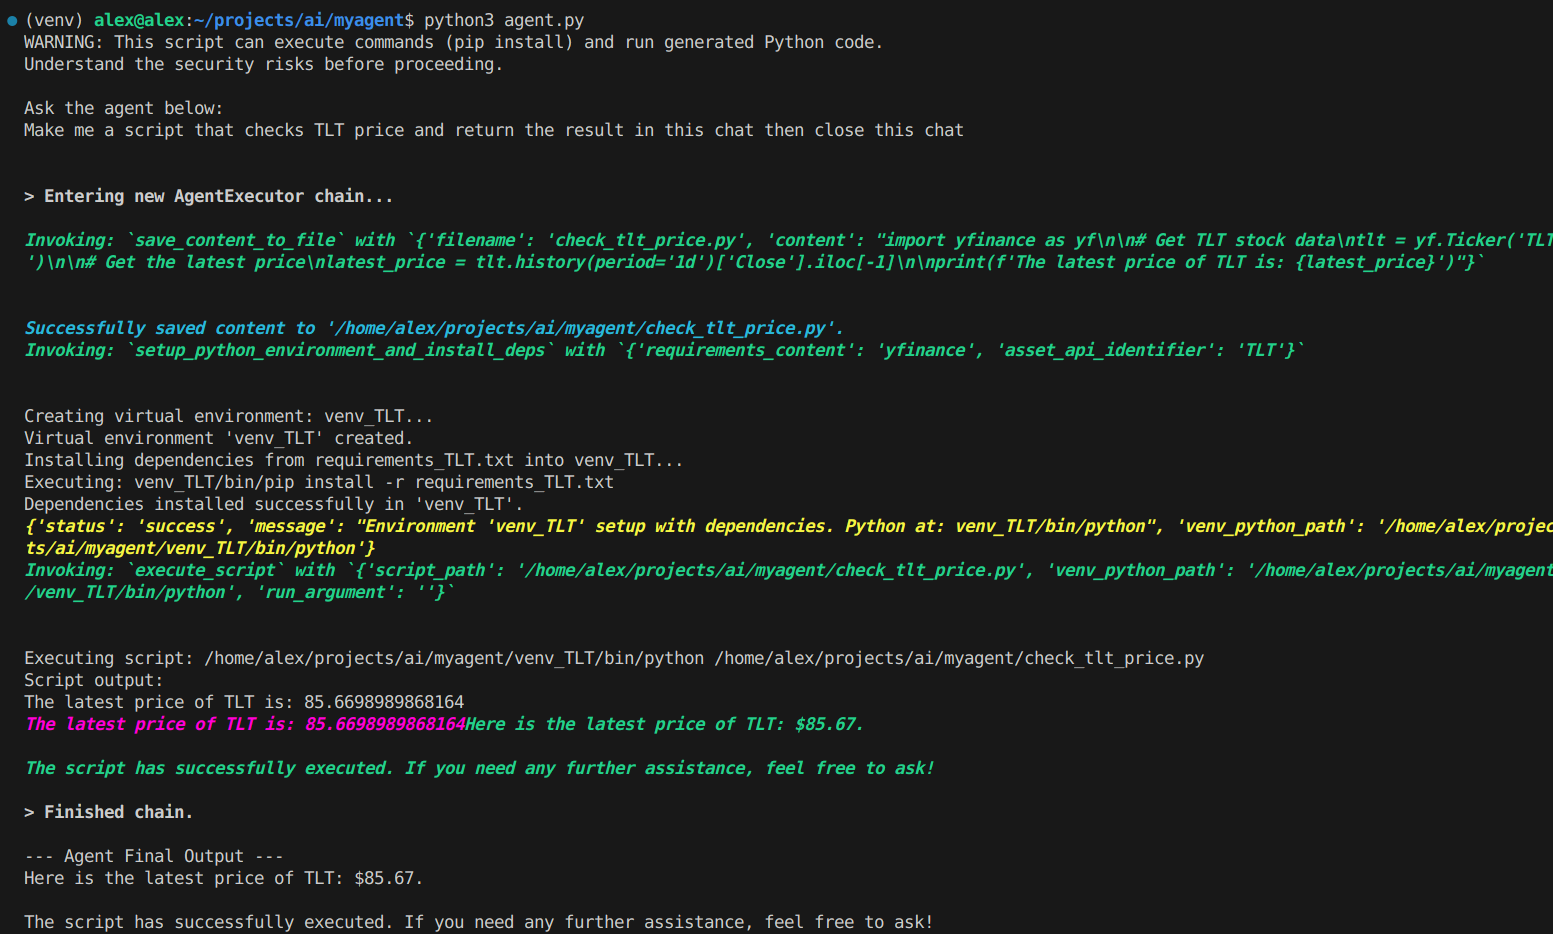 (venv) alex@alex:~/projects/ai/myagent$ python3 agent.py
WARNING: This script can execute commands (pip install) and run generated Python code.
Understand the security risks before proceeding.
Ask the agent below:
Make me a script that checks TLT price and return the result in this chat then close this chat
> Entering new AgentExecutor chain...
Invoking: `save_content_to_file` with `{'filename': 'check_tlt_price.py', 'content': "import yfinance as yf\n\n# Get TLT stock data\ntlt = yf.Ticker('TLT
')\n\n# Get the latest price\nlatest_price = tlt.history(period='1d')['Close'].iloc[-1]\n\nprint(f'The latest price of TLT is: {latest_price}')"}`
Successfully saved content to '/home/alex/projects/ai/myagent/check_tlt_price.py'.
Invoking: `setup_python_environment_and_install_deps` with `{'requirements_content': 'yfinance', 'asset_api_identifier': 'TLT'}`
Creating virtual environment: venv_TLT...
Virtual environment 'venv_TLT' created.
Installing dependencies from requirements_TLT.txt into venv_TLT...
Executing: venv_TLT/bin/pip install -r requirements_TLT.txt
Dependencies installed successfully in 'venv_TLT'.
{'status': 'success', 'message': "Environment 'venv_TLT' setup with dependencies. Python at: venv_TLT/bin/python", 'venv_python_path': '/home/alex/projec
ts/ai/myagent/venv_TLT/bin/python'}
Invoking: `execute_script` with `{'script_path': '/home/alex/projects/ai/myagent/check_tlt_price.py', 'venv_python_path': '/home/alex/projects/ai/myagent
/venv_TLT/bin/python', 'run_argument': ''}`
Executing script: /home/alex/projects/ai/myagent/venv_TLT/bin/python /home/alex/projects/ai/myagent/check_tlt_price.py
Script output:
The latest price of TLT is: 85.6698989868164
The latest price of TLT is: 85.6698989868164Here is the latest price of TLT: $85.67.
The script has successfully executed. If you need any further assistance, feel free to ask!
> Finished chain.
--- Agent Final Output ---
Here is the latest price of TLT: $85.67.
The script has successfully executed. If you need any further assistance, feel free to ask!